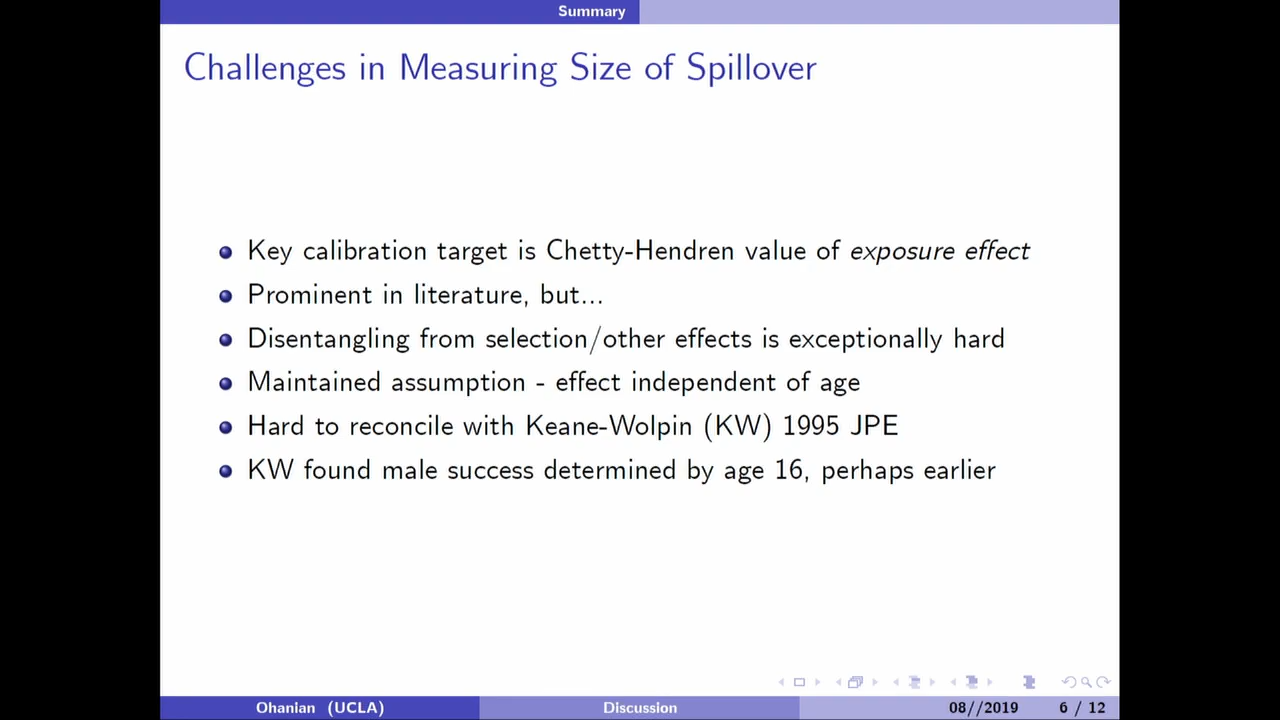 Summary
Challenges in Measuring Size of Spillover
Key calibration target is Chetty-Hendren value of exposure effect
Prominent in literature, but...
Disentangling from selection/other effects is exceptionally hard
Maintained assumption - effect independent of age
Hard to reconcile with Keane-Wolpin (KW) 1995 JPE
KW found male success determined by age 16, perhaps earlier
Ohanian (UCLA) Discussion 08//2019 6 / 12